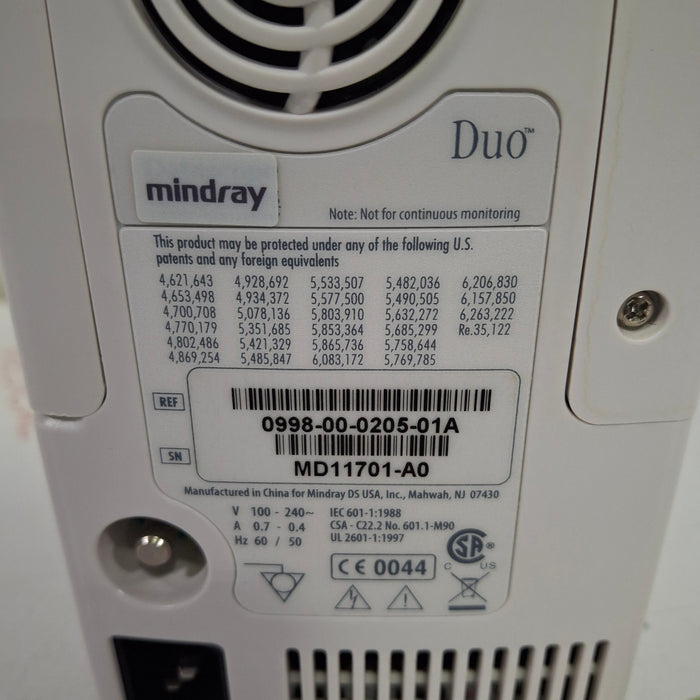 Duo™
mindray
Note: Not for continuous monitoring
This product may be protected under any of the following U.S.
patents and any foreign equivalents
4,621,643 4,928,692 5,533,507 5,482,036 6,206,830
4,653,498 4,934,372 5,577,500 5,490,505 6,157,850
4,700,708 5,078,136 5,803,910 5,632,272 6,263,222
4,770,179 5,351,685 5,853,364 5,685,299 Re.35,122
4,802,486 5,421,329 5,865,736 5,758,644
4,869,254 5,485,847 6,083,172 5,769,785
REF
0998-00-0205-01A
SN
MD11701-A0
Manufactured in China for Mindray DS USA, Inc., Mahwah, NJ 07430
V 100 - 240~ IEC 601-1:1988
A 0.7 - 0.4 CSA - C22.2 No. 601.1-M90
Hz 60 / 50 UL 2601-1:1997
CE 0044
SA®
C US